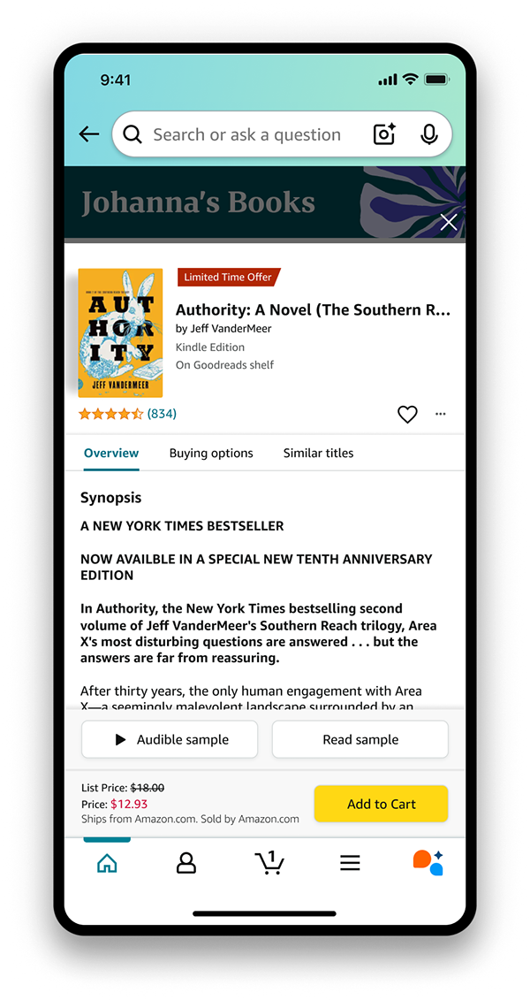 9:41
Search or ask a question
Johanna's Books
Limited Time Offer
AUT
HOR
ITY
JEFF VANDERMEER
Authority: A Novel (The Southern R...
by Jeff VanderMeer
Kindle Edition
On Goodreads shelf
(834)
Overview Buying options Similar titles
Synopsis
A NEW YORK TIMES BESTSELLER
NOW AVAILBLE IN A SPECIAL NEW TENTH ANNIVERSARY
EDITION
In Authority, the New York Times bestselling second
volume of Jeff VanderMeer's Southern Reach trilogy, Area
X's most disturbing questions are answered . . . but the
answers are far from reassuring.
After thirty years, the only human engagement with Area
X—a seemingly malevolent landscape surrounded by an
Audible sample Read sample
List Price: $18.00
Price: $12.93
Ships from Amazon.com. Sold by Amazon.com
Add to Cart
1